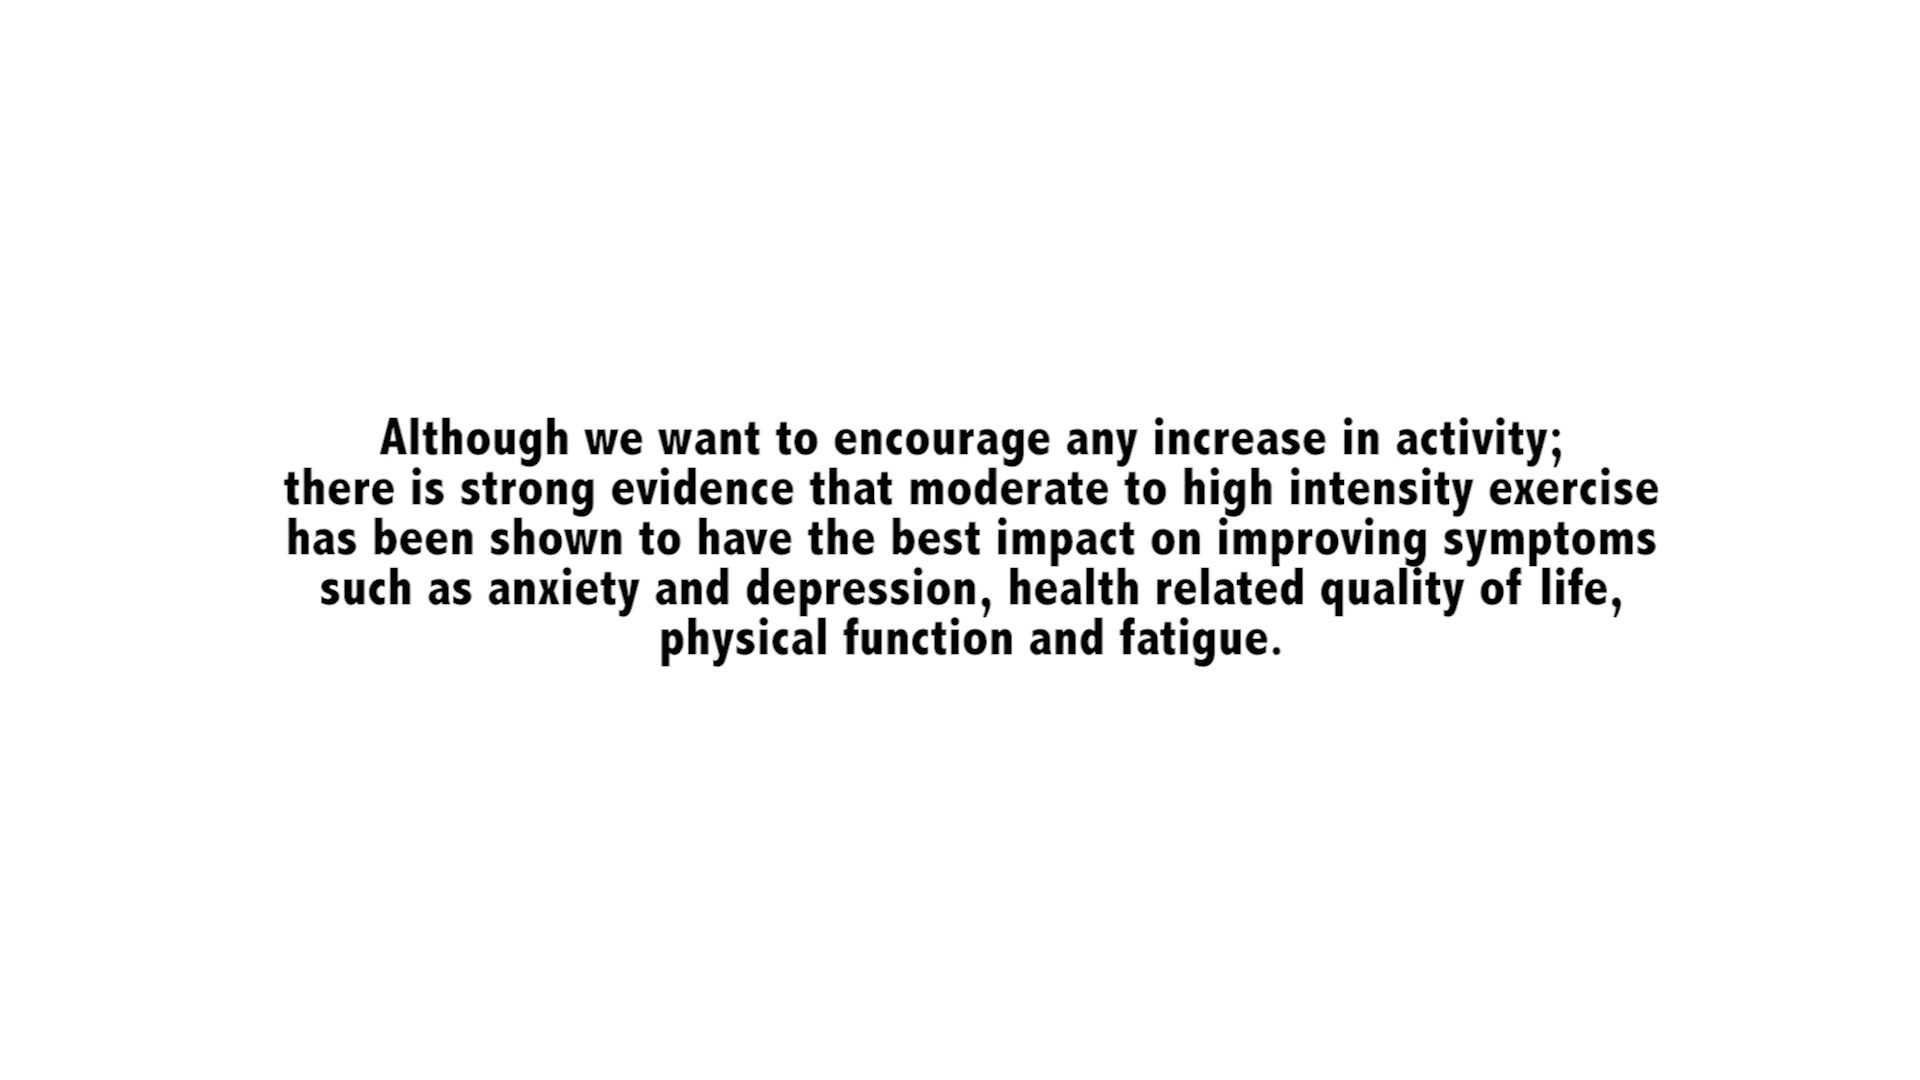 Although we want to encourage any increase in activity;
there is strong evidence that moderate to high intensity exercise
has been shown to have the best impact on improving symptoms
such as anxiety and depression, health related quality of life,
physical function and fatigue.